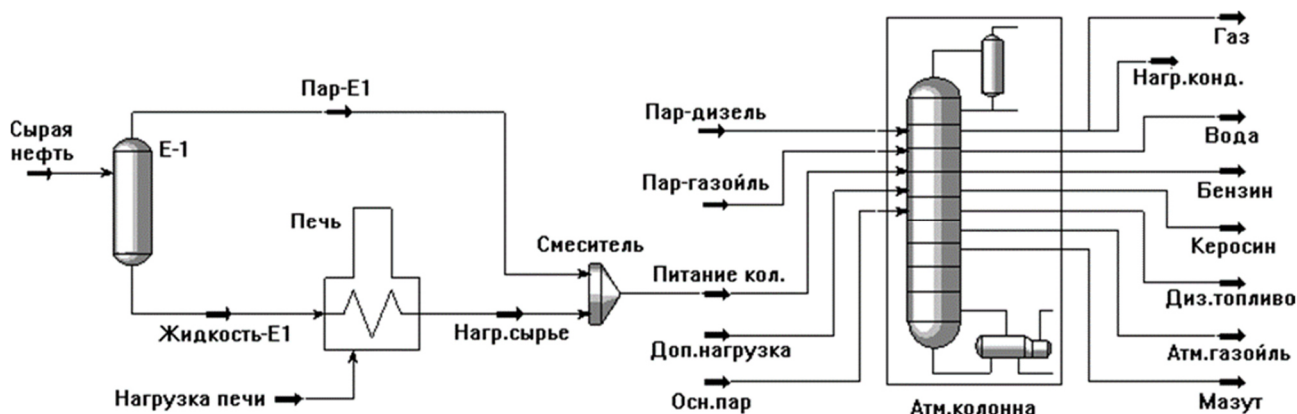 Сырая
нефть
Пар-Е1
Е-1
Печь
Жидкость-Е1
Нагрузка печи
Нагр.сырье
Смеситель
Пар-дизель
Пар-газойль
Питание кол.
Доп.нагрузка
Осн.пар
Атм.колонна
Газ
Нагр.конд.
Вода
Бензин
Керосин
Диз.топливо
Атм.газойль
Мазут